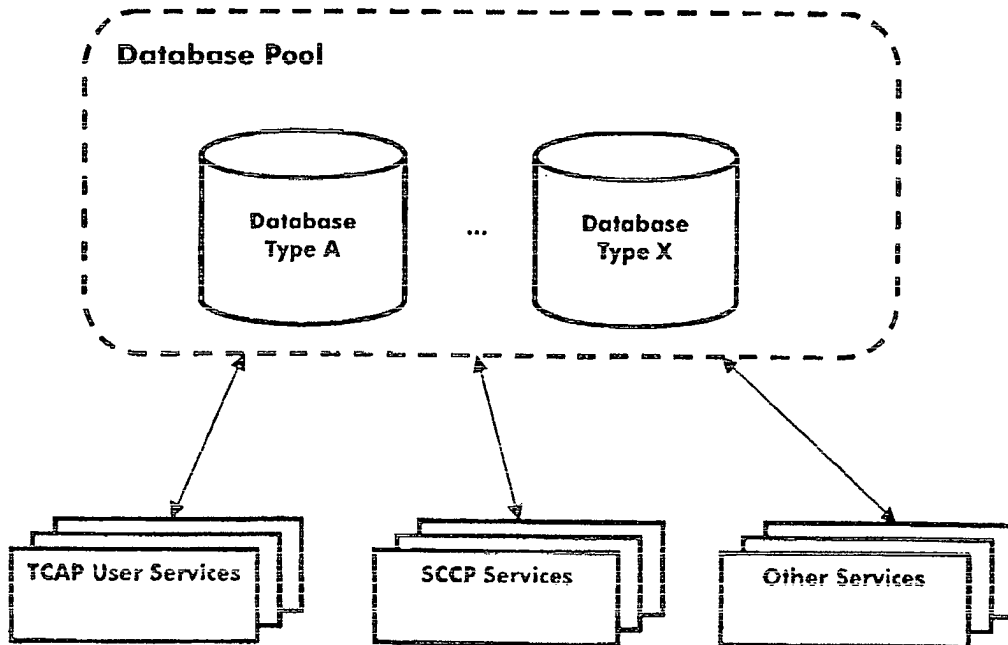 Database Pool
Database
Type A
...
Database
Type X
TCAP User Services
SCCP Services
Other Services